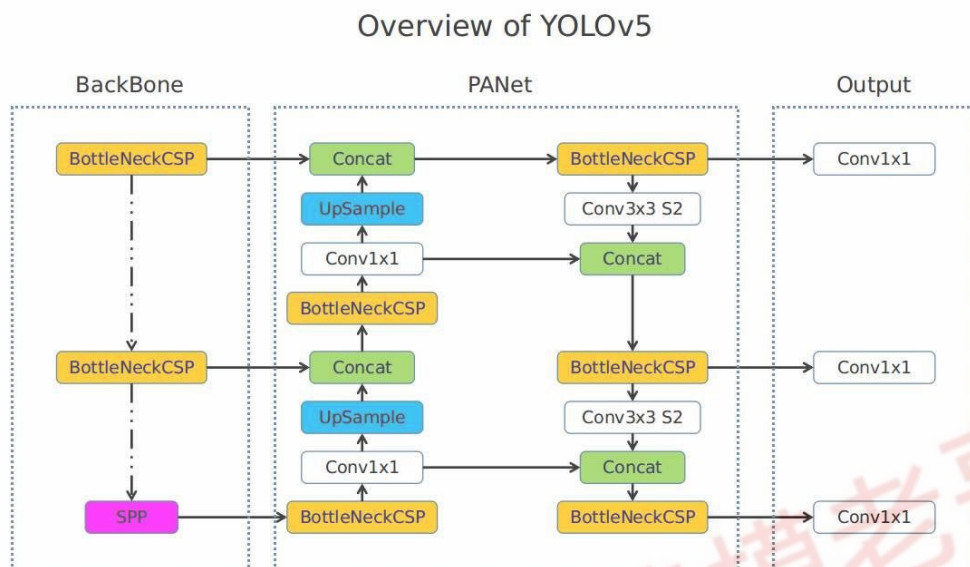 Overview of YOLOv5
BackBone
PANet
Output
BottleNeckCSP
Concat
BottleNeckCSP
Conv1x1
UpSample
Conv3x3 S2
Conv1x1
Concat
BottleNeckCSP
BottleNeckCSP
Concat
BottleNeckCSP
Conv1x1
UpSample
Conv3x3 S2
Conv1x1
Concat
SPP
BottleNeckCSP
BottleNeckCSP
Conv1x1